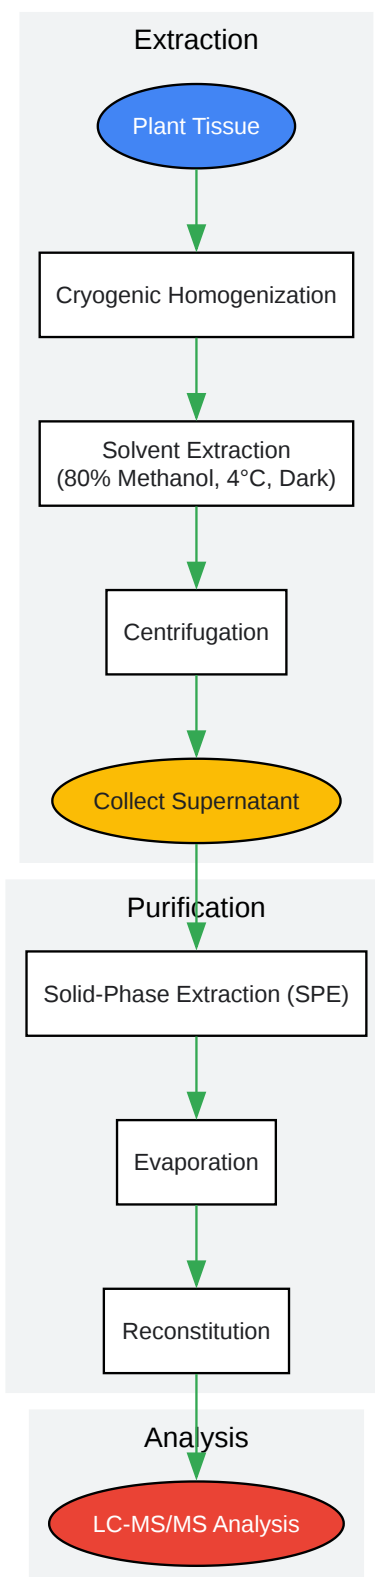 Extraction
Plant Tissue
Cryogenic Homogenization
Solvent Extraction
(80% Methanol, 4°C, Dark)
Centrifugation
Collect Supernatant
Purification
Solid-Phase Extraction (SPE)
Evaporation
Reconstitution
Analysis
LC-MS/MS Analysis